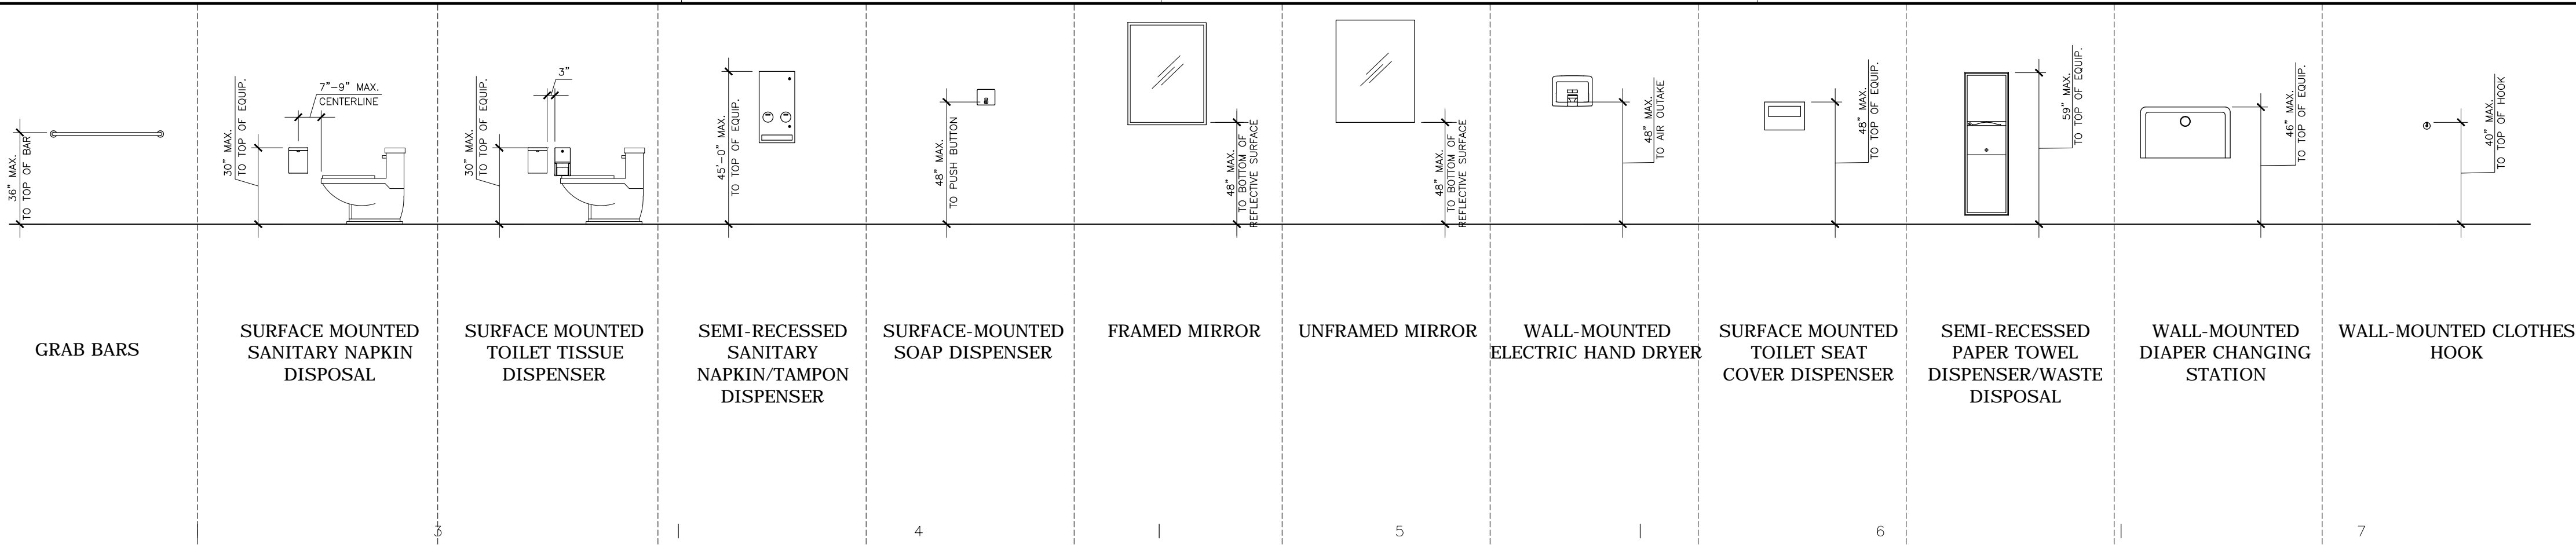 36" MAX.
TO TOP OF BAR
GRAB BARS
30" MAX.
TO TOP OF EQUIP.
7"-9" MAX.
CENTERLINE
SURFACE MOUNTED
SANITARY NAPKIN
DISPOSAL
30" MAX.
TO TOP OF EQUIP.
3"
SURFACE MOUNTED
TOILET TISSUE
DISPENSER
45'-0" MAX.
TO TOP OF EQUIP.
SEMI-RECESSED
SANITARY
NAPKIN/TAMPON
DISPENSER
48" MAX.
TO PUSH BUTTON
SURFACE-MOUNTED
SOAP DISPENSER
48" MAX.
TO BOTTOM OF
REFLECTIVE SURFACE
FRAMED MIRROR
48" MAX.
TO BOTTOM OF
REFLECTIVE SURFACE
UNFRAMED MIRROR
48" MAX.
TO AIR OUTAKE
WALL-MOUNTED
ELECTRIC HAND DRYER
48" MAX.
TO TOP OF EQUIP.
SURFACE MOUNTED
TOILET SEAT
COVER DISPENSER
59" MAX.
TO TOP OF EQUIP.
SEMI-RECESSED
PAPER TOWEL
DISPENSER/WASTE
DISPOSAL
46" MAX.
TO TOP OF EQUIP.
WALL-MOUNTED
DIAPER CHANGING
STATION
40" MAX.
TO TOP OF HOOK
WALL-MOUNTED CLOTHES
HOOK
3
4
5
6
7